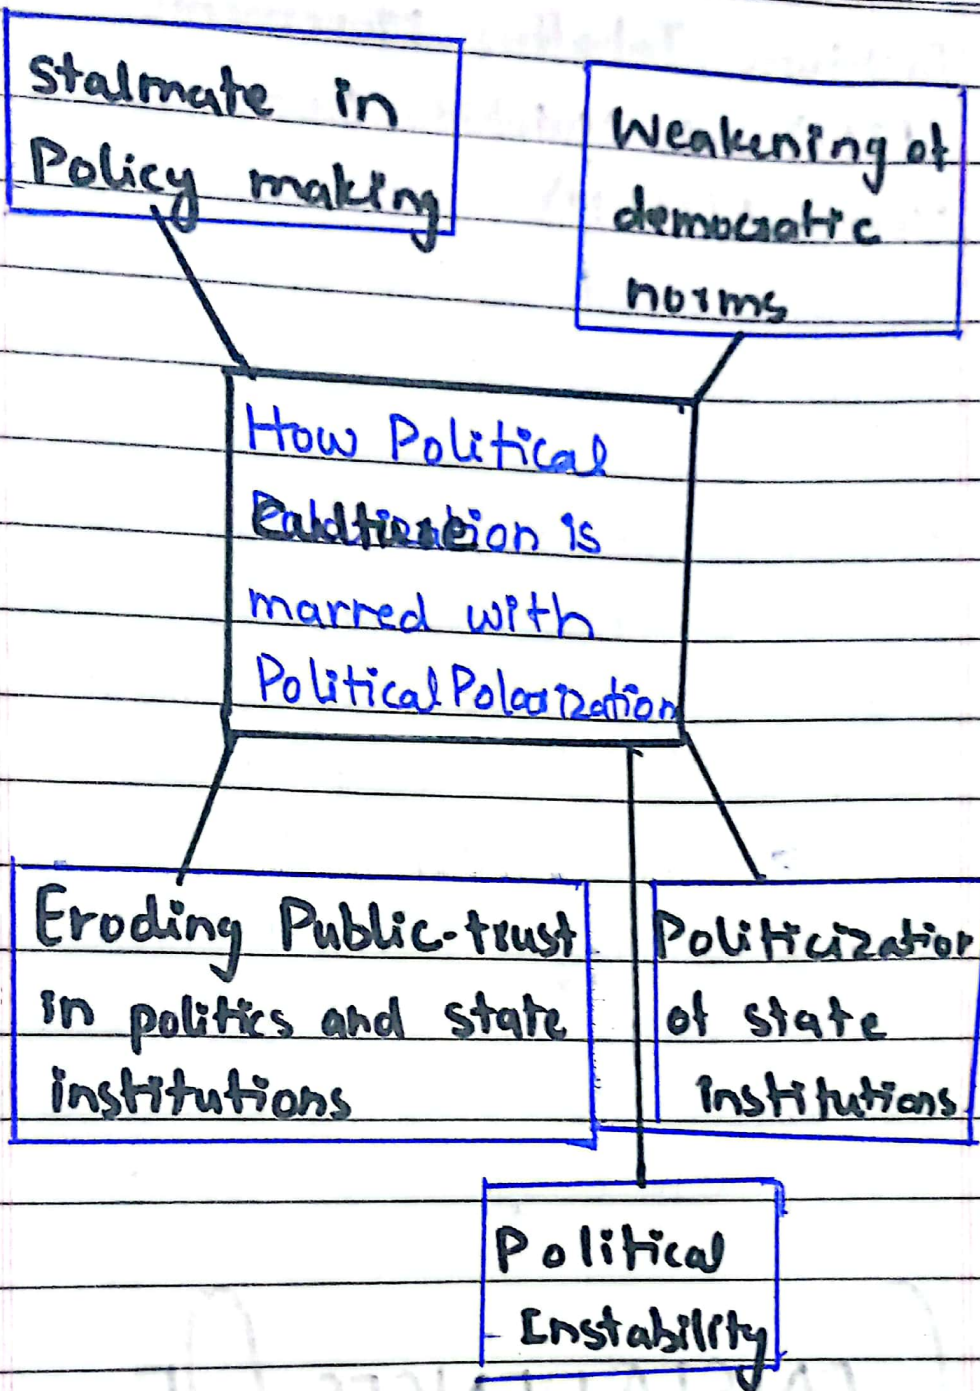 Stalmate in
Policy making
Weakening of
democratic
norms
How Political
is
marred with
Political Polarization
Eroding Public-trust
in politics and state
institutions
Politicization
of state
institutions
Political
Instability